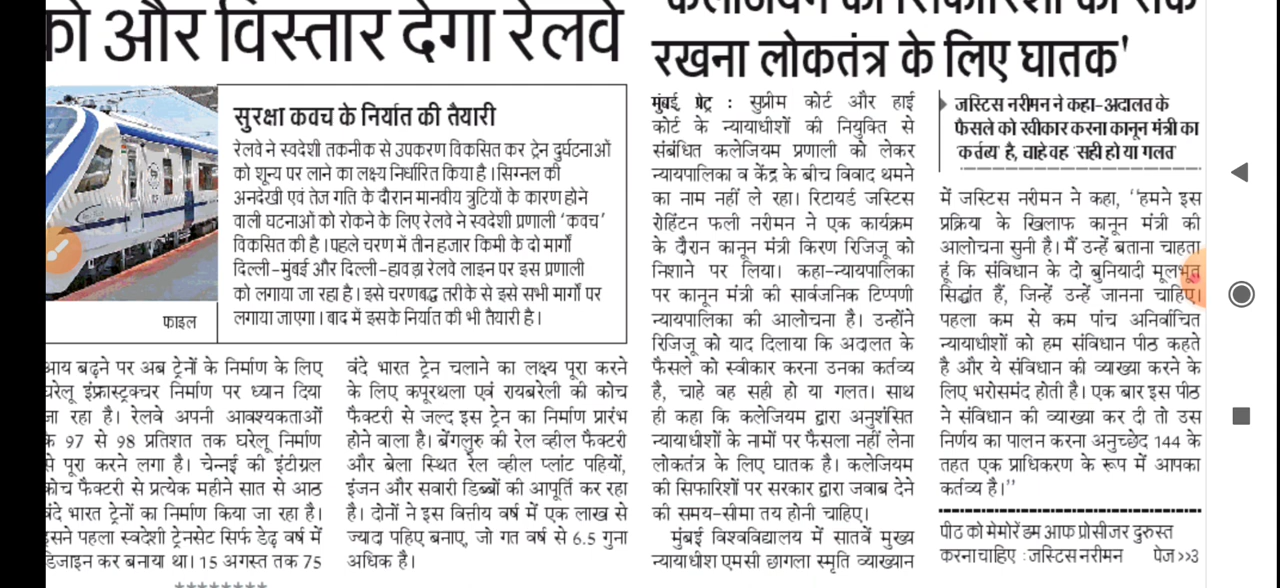 को और विस्तार देगा रेलवे
सुरक्षा कवच के निर्यात की तैयारी
रेलवे ने स्वदेशी तकनीक से उपकरण विकसित कर ट्रेन दुर्घटनाओं
को शून्य पर लाने का लक्ष्य निर्धारित किया है। सिग्नल की
अनदेखी एवं तेज गति के दौरान मानवीय त्रुटियों के कारण होने
वाली घटनाओं को रोकने के लिए रेलवे ने स्वदेशी प्रणाली 'कवच'
विकसित की है। पहले चरण में तीन हजार किमी के दो मार्गों
दिल्ली-मुंबई और दिल्ली-हावड़ा रेलवे लाइन पर इस प्रणाली
को लगाया जा रहा है। इसे चरणबद्ध तरीके से इसे सभी मार्गों पर
लगाया जाएगा। बाद में इसके निर्यात की भी तैयारी है।
फाइल
आय बढ़ने पर अब ट्रेनों के निर्माण के लिए
घरेलू इंफ्रास्ट्रक्चर निर्माण पर ध्यान दिया
जा रहा है। रेलवे अपनी आवश्यकताओं
के 97 से 98 प्रतिशत तक घरेलू निर्माण
से पूरा करने लगा है। चेन्नई की इंटीग्रल
कोच फैक्टरी से प्रत्येक महीने सात से आठ
वंदे भारत ट्रेनों का निर्माण किया जा रहा है।
इसने पहला स्वदेशी ट्रेनसेट सिर्फ डेढ़ वर्ष में
डिजाइन कर बनाया था। 15 अगस्त तक 75
वंदे भारत ट्रेन चलाने का लक्ष्य पूरा करने
के लिए कपूरथला एवं रायबरेली की कोच
फैक्टरी से जल्द इस ट्रेन का निर्माण प्रारंभ
होने वाला है। बेंगलुरु की रेल व्हील फैक्टरी
और बेला स्थित रेल व्हील प्लांट पहियों,
इंजन और सवारी डिब्बों की आपूर्ति कर रहा
है। दोनों ने इस वित्तीय वर्ष में एक लाख से
ज्यादा पहिए बनाए, जो गत वर्ष से 6.5 गुना
अधिक है।
रखना लोकतंत्र के लिए घातक'
मुंबई, प्रेट्र : सुप्रीम कोर्ट और हाई
कोर्ट के न्यायाधीशों की नियुक्ति से
संबंधित कलेजियम प्रणाली को लेकर
न्यायपालिका व केंद्र के बीच विवाद थमने
का नाम नहीं ले रहा। रिटायर्ड जस्टिस
रोहिंटन फली नरीमन ने एक कार्यक्रम
के दौरान कानून मंत्री किरण रिजिजू को
निशाने पर लिया। कहा-न्यायपालिका
पर कानून मंत्री की सार्वजनिक टिप्पणी
न्यायपालिका की आलोचना है। उन्होंने
रिजिजू को याद दिलाया कि अदालत के
फैसले को स्वीकार करना उनका कर्तव्य
है, चाहे वह सही हो या गलत। साथ
ही कहा कि कलेजियम द्वारा अनुशंसित
न्यायाधीशों के नामों पर फैसला नहीं लेना
लोकतंत्र के लिए घातक है। कलेजियम
की सिफारिशों पर सरकार द्वारा जवाब देने
की समय-सीमा तय होनी चाहिए।
मुंबई विश्वविद्यालय में सातवें मुख्य
न्यायाधीश एमसी छागला स्मृति व्याख्यान
जस्टिस नरीमन ने कहा-अदालत के
फैसले को स्वीकार करना कानून मंत्री का
'कर्तव्य' है, चाहे वह 'सही हो या गलत'
में जस्टिस नरीमन ने कहा, ''हमने इस
प्रक्रिया के खिलाफ कानून मंत्री की
आलोचना सुनी है। मैं उन्हें बताना चाहता
हूं कि संविधान के दो बुनियादी मूलभूत
सिद्धांत हैं, जिन्हें उन्हें जानना चाहिए।
पहला कम से कम पांच अनिर्वाचित
न्यायाधीशों को हम संविधान पीठ कहते
है और ये संविधान की व्याख्या करने के
लिए भरोसमंद होती है। एक बार इस पीठ
ने संविधान की व्याख्या कर दी तो उस
निर्णय का पालन करना अनुच्छेद 144 के
तहत एक प्राधिकरण के रूप में आपका
कर्तव्य है।''
पीठ को मेमोरेंडम आफ प्रोसीजर दुरुस्त
करना चाहिए : जस्टिस नरीमन पेज>>3